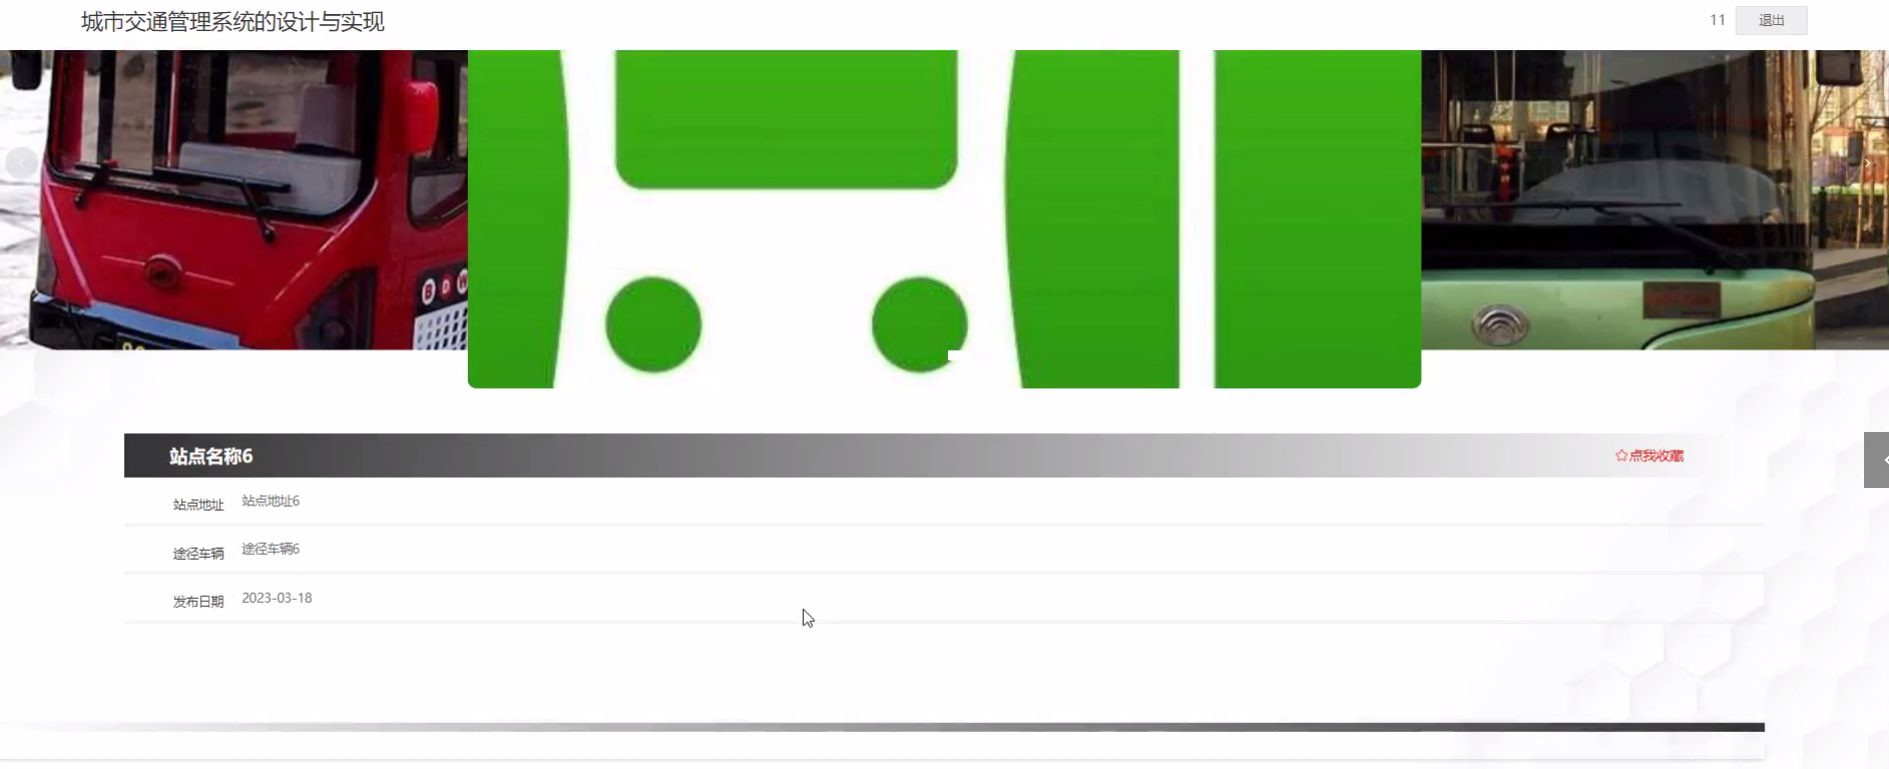 城市交通管理系统的设计与实现
11 退出
站点名称6 ☆点我收藏
站点地址 站点地址6
途径车辆 途径车辆6
发布日期 2023-03-18